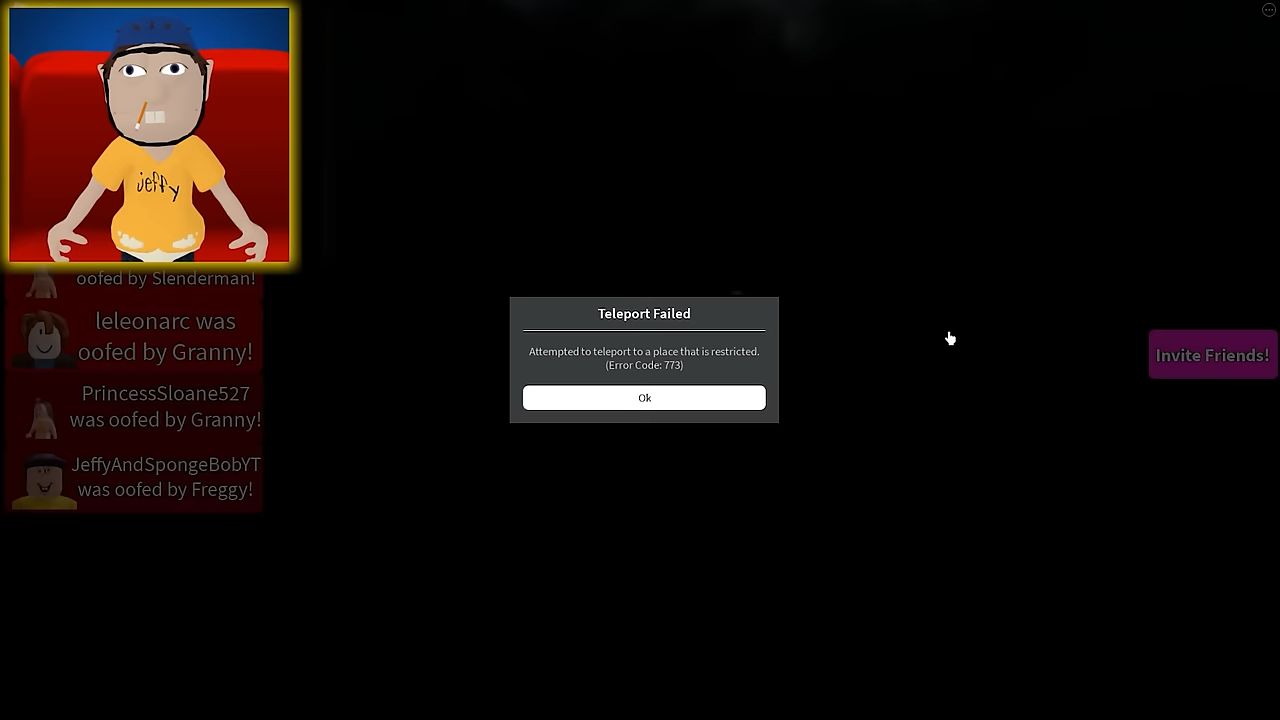 jeffy
oofed by Slenderman!
leleonarc was
oofed by Granny!
PrincessSloane527
was oofed by Granny!
JeffyAndSpongeBobYT
was oofed by Freggy!
Teleport Failed
Attempted to teleport to a place that is restricted.
(Error Code: 773)
Ok
Invite Friends!